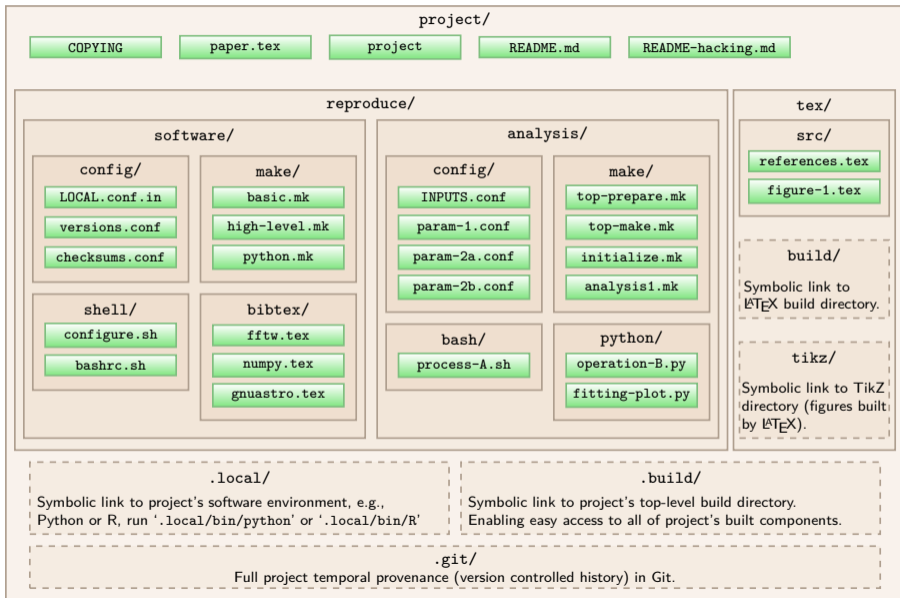 project/
COPYING
paper.tex
project
README.md
README-hacking.md
reproduce/
software/
config/
LOCAL.conf.in
versions.conf
checksums.conf
make/
basic.mk
high-level.mk
python.mk
shell/
configure.sh
bashrc.sh
bibtex/
fftw.tex
numpy.tex
gnuastro.tex
analysis/
config/
INPUTS.conf
param-1.conf
param-2a.conf
param-2b.conf
make/
top-prepare.mk
top-make.mk
initialize.mk
analysis1.mk
bash/
process-A.sh
python/
operation-B.py
fitting-plot.py
tex/
src/
references.tex
figure-1.tex
build/
Symbolic link to
LATEX build directory.
tikz/
Symbolic link to TikZ
directory (figures built
by LATEX).
.local/
Symbolic link to project's software environment, e.g.,
Python or R, run ‘.local/bin/python’ or ‘.local/bin/R’
.build/
Symbolic link to project's top-level build directory.
Enabling easy access to all of project's built components.
.git/
Full project temporal provenance (version controlled history) in Git.